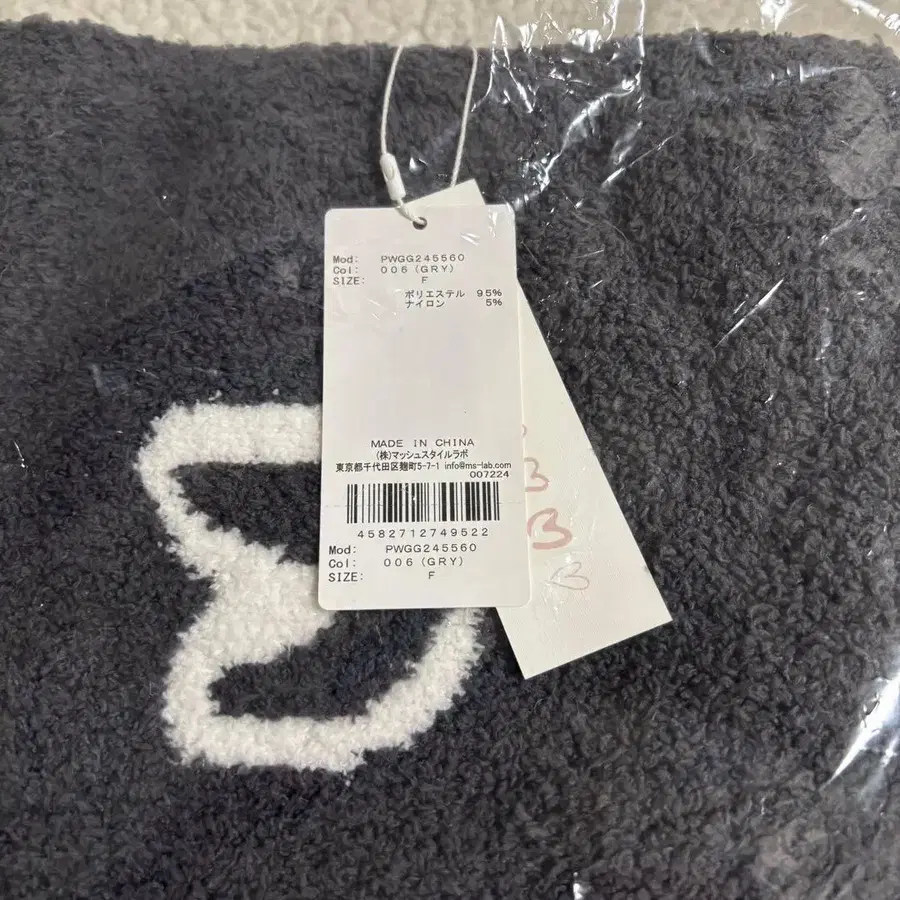 Mod: PWGG245560
Col: 006 (GRY)
SIZE: F
ポリエステル 95%
ナイロン 5%
MADE IN CHINA
(株)マッシュスタイルラボ
東京都千代田区麹町5-7-1 info@ms-lab.com
007224
4582712749522
Mod: PWGG245560
Col: 006 (GRY)
SIZE: F
B
B
B